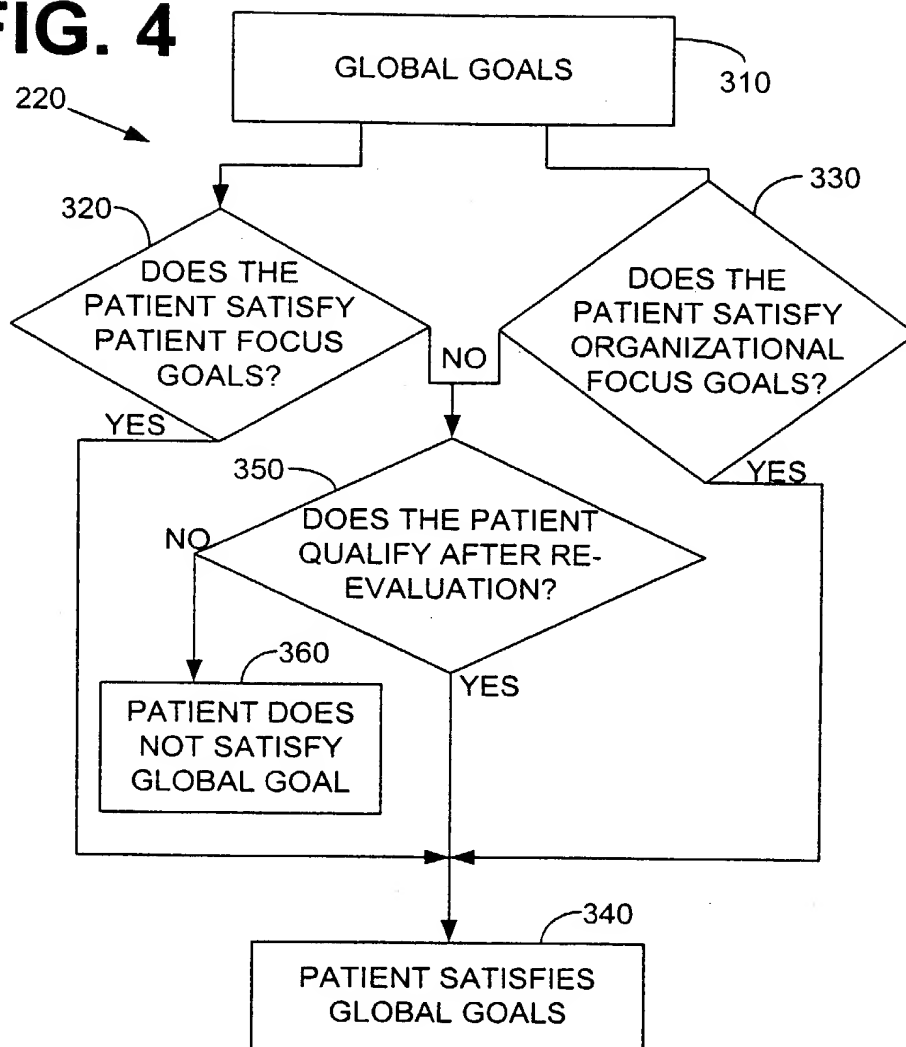 FIG. 4
GLOBAL GOALS
310
220
320
330
DOES THE
PATIENT SATISFY
PATIENT FOCUS
GOALS?
DOES THE
PATIENT SATISFY
ORGANIZATIONAL
FOCUS GOALS?
NO
YES
YES
350
DOES THE PATIENT
QUALIFY AFTER RE-
EVALUATION?
NO
YES
360
PATIENT DOES
NOT SATISFY
GLOBAL GOAL
340
PATIENT SATISFIES
GLOBAL GOALS